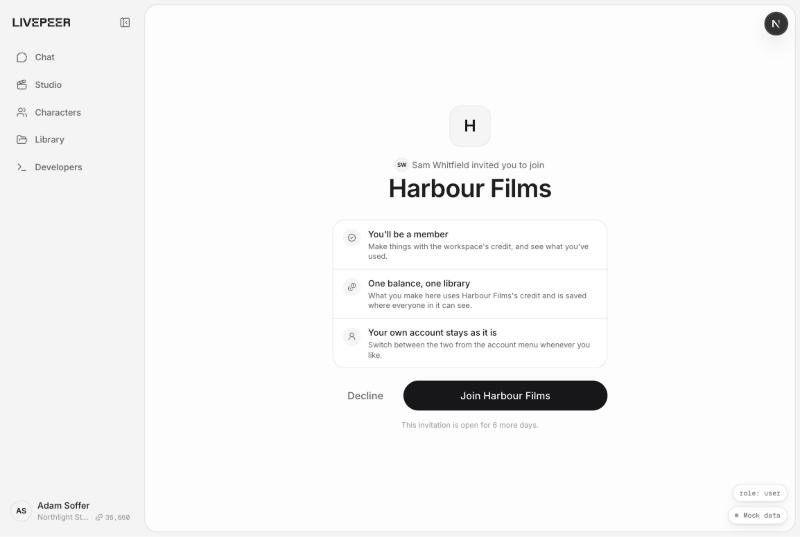 LIVEPEER
Chat
Studio
Characters
Library
Developers
N
H
SW Sam Whitfield invited you to join
Harbour Films
You'll be a member
Make things with the workspace's credit, and see what you've
used.
One balance, one library
What you make here uses Harbour Films's credit and is saved
where everyone in it can see.
Your own account stays as it is
Switch between the two from the account menu whenever you
like.
Decline
Join Harbour Films
This invitation is open for 6 more days.
AS
Adam Soffer
Northlight St... 36,660
role: user
Mock data